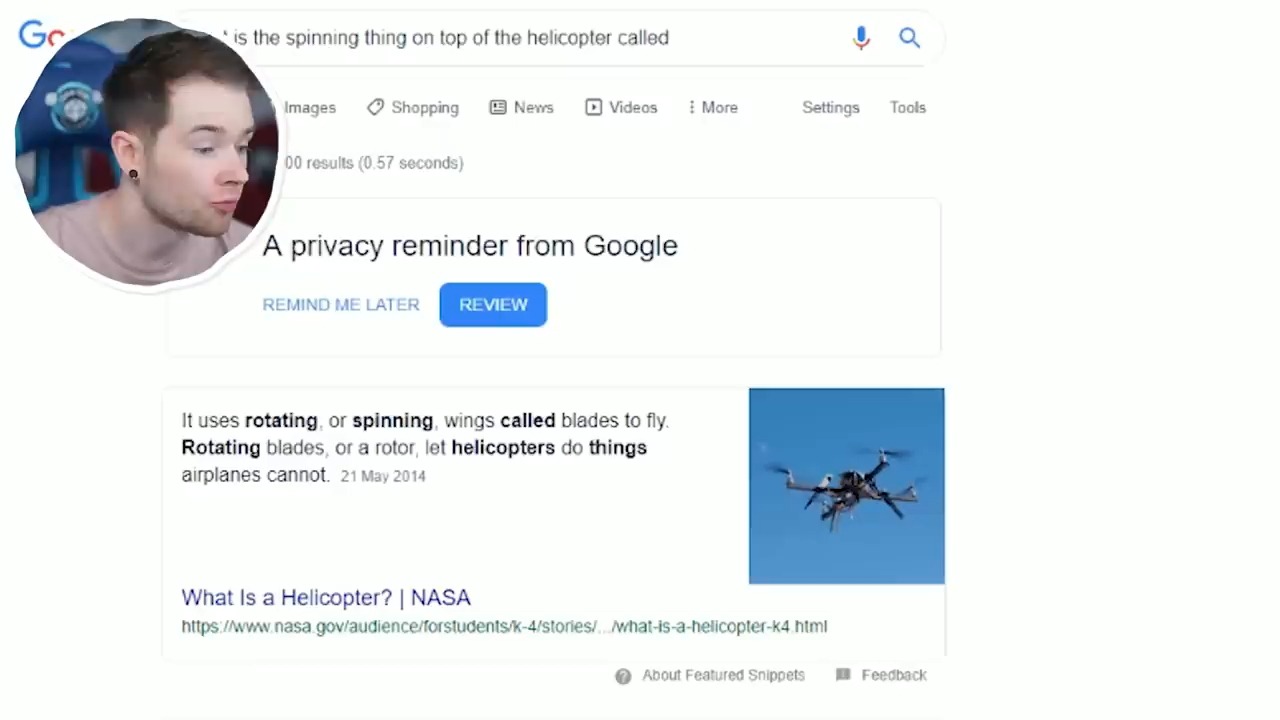 is the spinning thing on top of the helicopter called
Images Shopping News Videos More Settings Tools
00 results (0.57 seconds)
A privacy reminder from Google
REMIND ME LATER REVIEW
It uses rotating, or spinning, wings called blades to fly.
Rotating blades, or a rotor, let helicopters do things
airplanes cannot. 21 May 2014
What Is a Helicopter? | NASA
https://www.nasa.gov/audience/forstudents/k-4/stories/.../what-is-a-helicopter-k4.html
About Featured Snippets Feedback